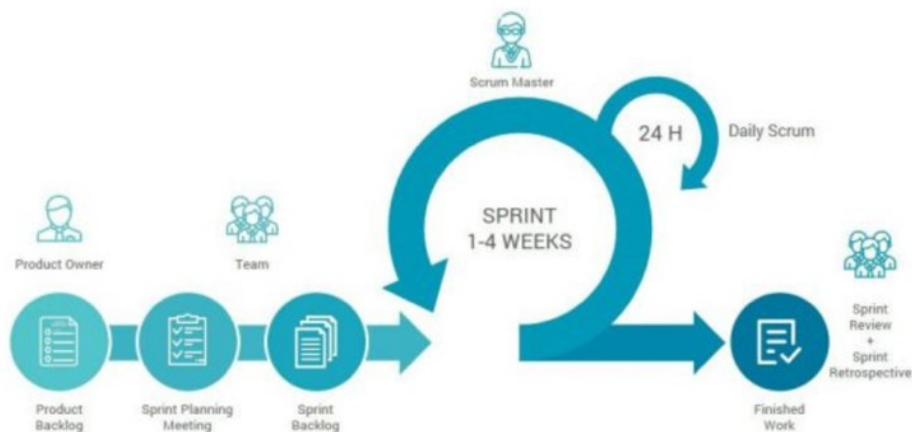 Scrum Master
24 H
Daily Scrum
SPRINT
1-4 WEEKS
Product Owner
Team
Sprint
Review
+
Sprint
Retrospective
Product
Backlog
Sprint Planning
Meeting
Sprint
Backlog
Finished
Work